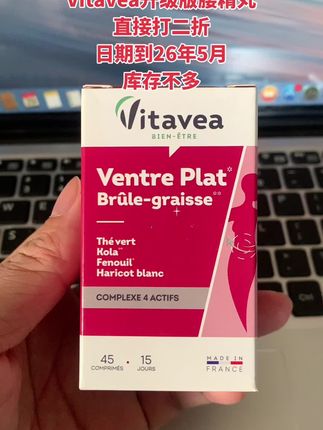 Vitavea升级版腰精丸
直接打二折
日期到26年5月
库存不多
Vitavea
BIEN-ÊTRE
Ventre Plat*
Brûle-graisse**
Thé vert
Kola**
Fenouil*
Haricot blanc
COMPLEXE 4 ACTIFS
45 • 15
COMPRIMÉS JOURS
MADE IN
FRANCE